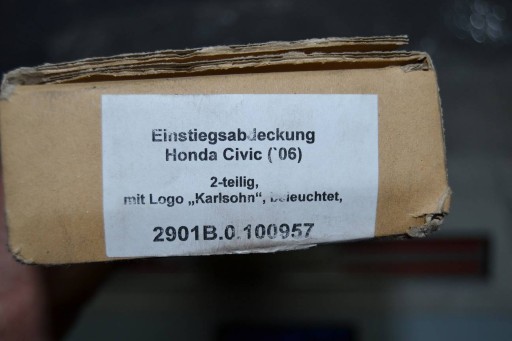 Einstiegsabdeckung
Honda Civic (`06)
2-teilig,
mit Logo „Karlsohn“, beleuchtet,
2901B.0.100957